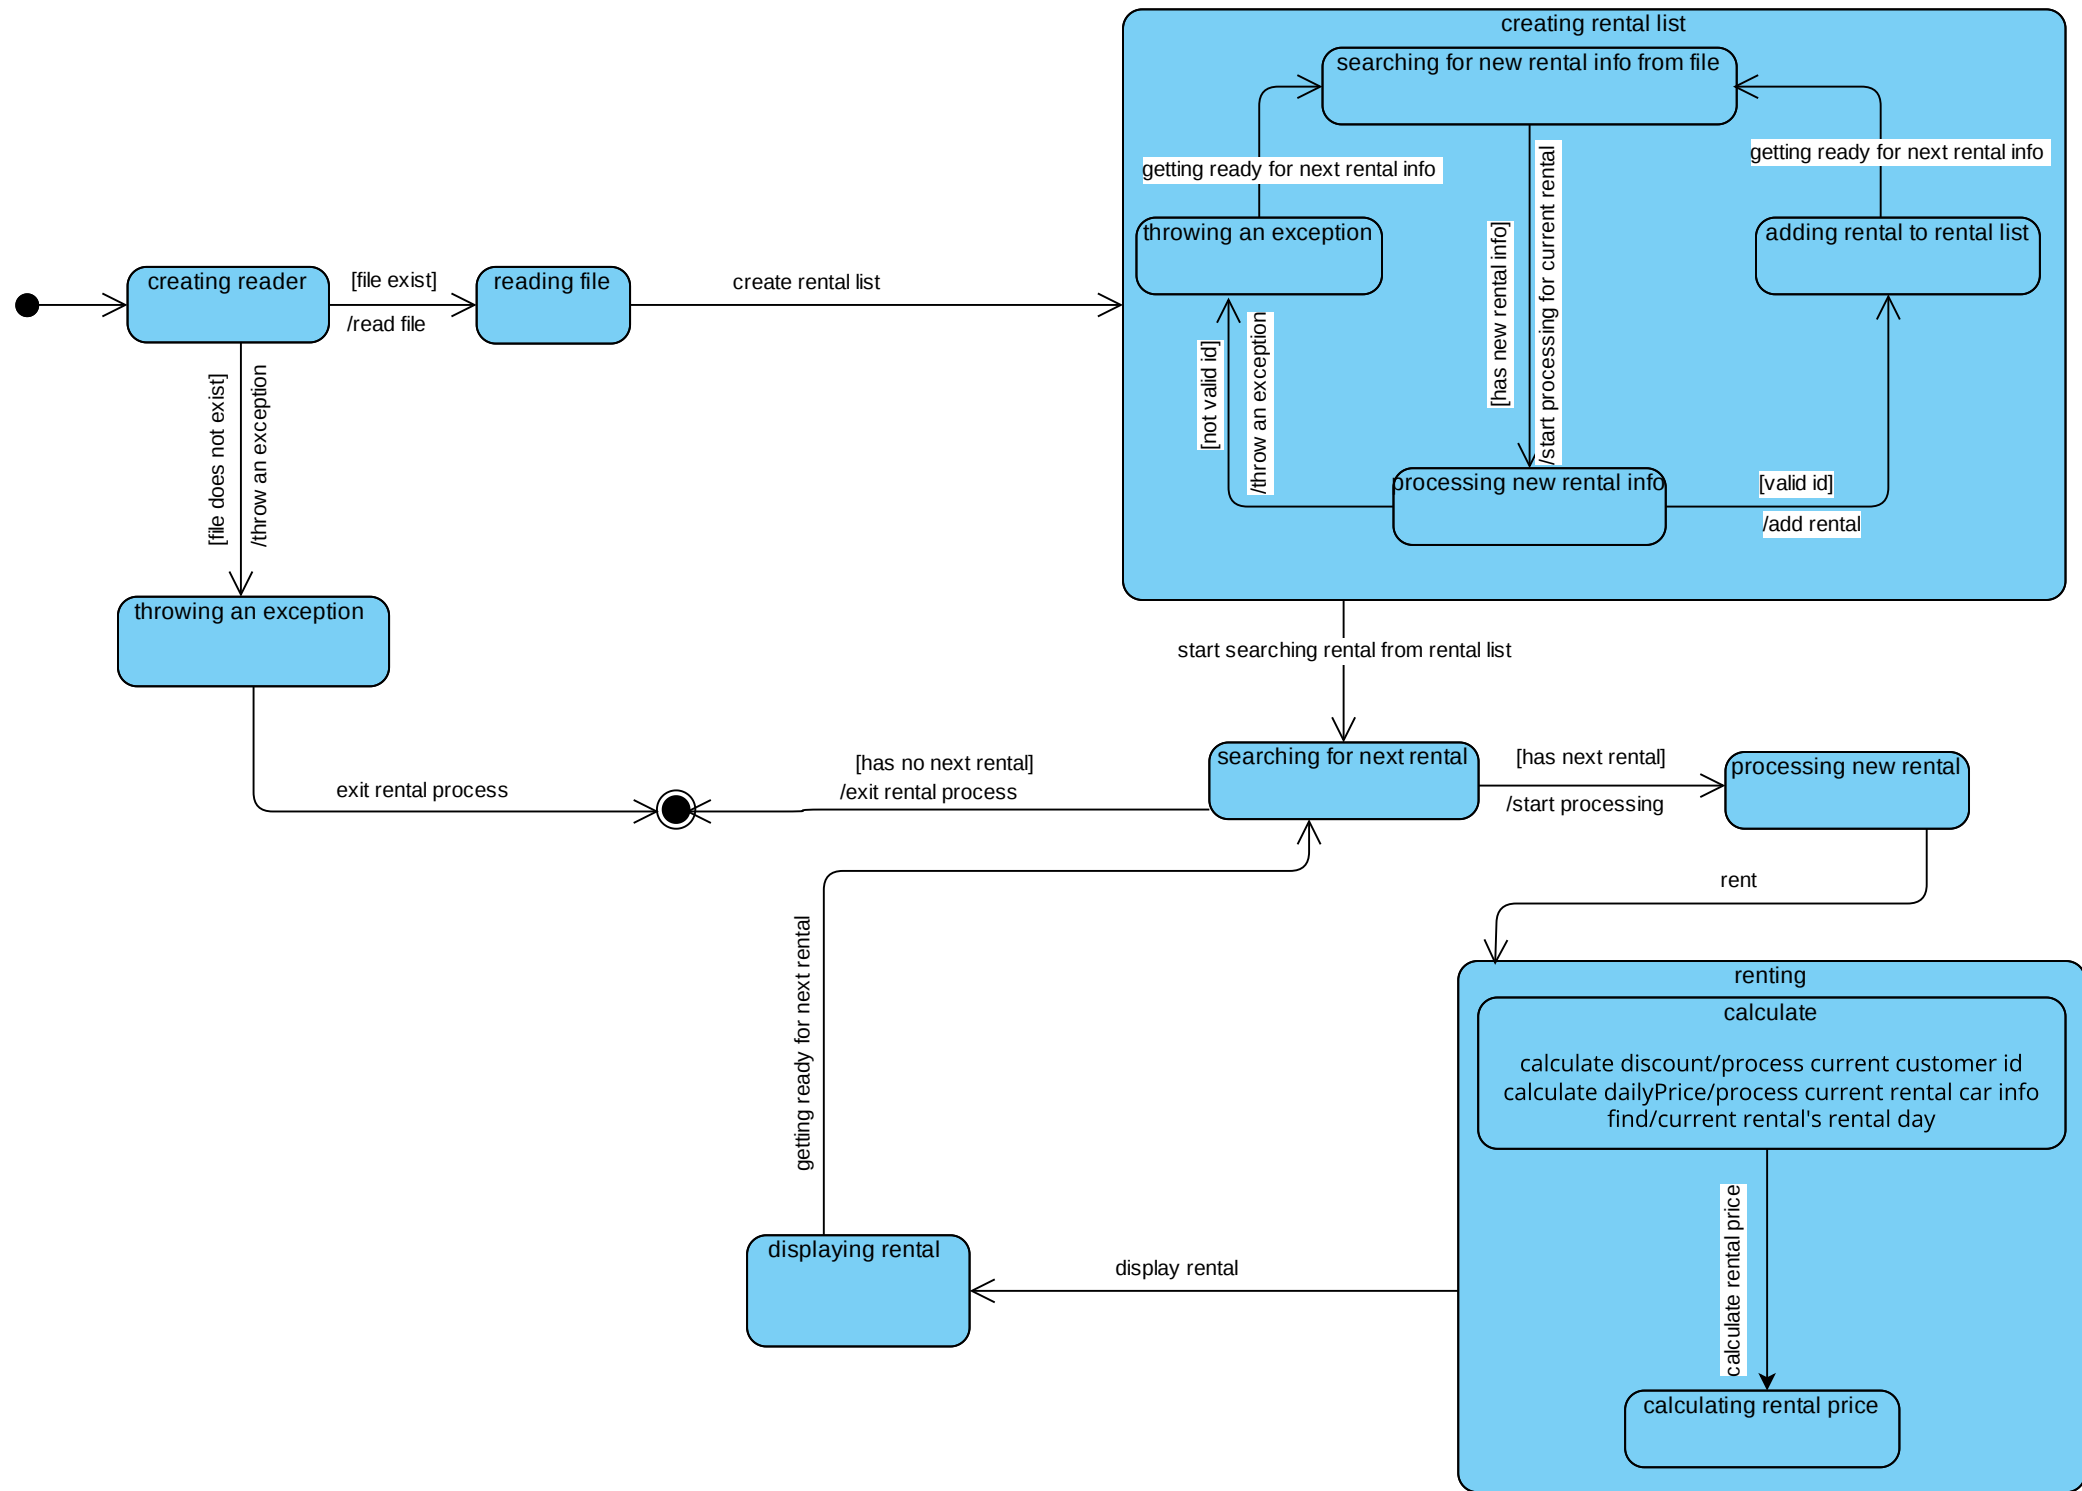 creating rental list
searching for new rental info from file
getting ready for next rental info
getting ready for next rental info
[has new rental info]
/start processing for current rental
throwing an exception
adding rental to rental list
creating reader
[file exist]
/read file
reading file
create rental list
[not valid id]
/throw an exception
processing new rental info
[valid id]
/add rental
[file does not exist]
/throw an exception
throwing an exception
start searching rental from rental list
exit rental process
[has no next rental]
/exit rental process
searching for next rental
[has next rental]
/start processing
processing new rental
rent
getting ready for next rental
renting
calculate
calculate discount/process current customer id
calculate dailyPrice/process current rental car info
find/current rental's rental day
calculate rental price
displaying rental
display rental
calculating rental price